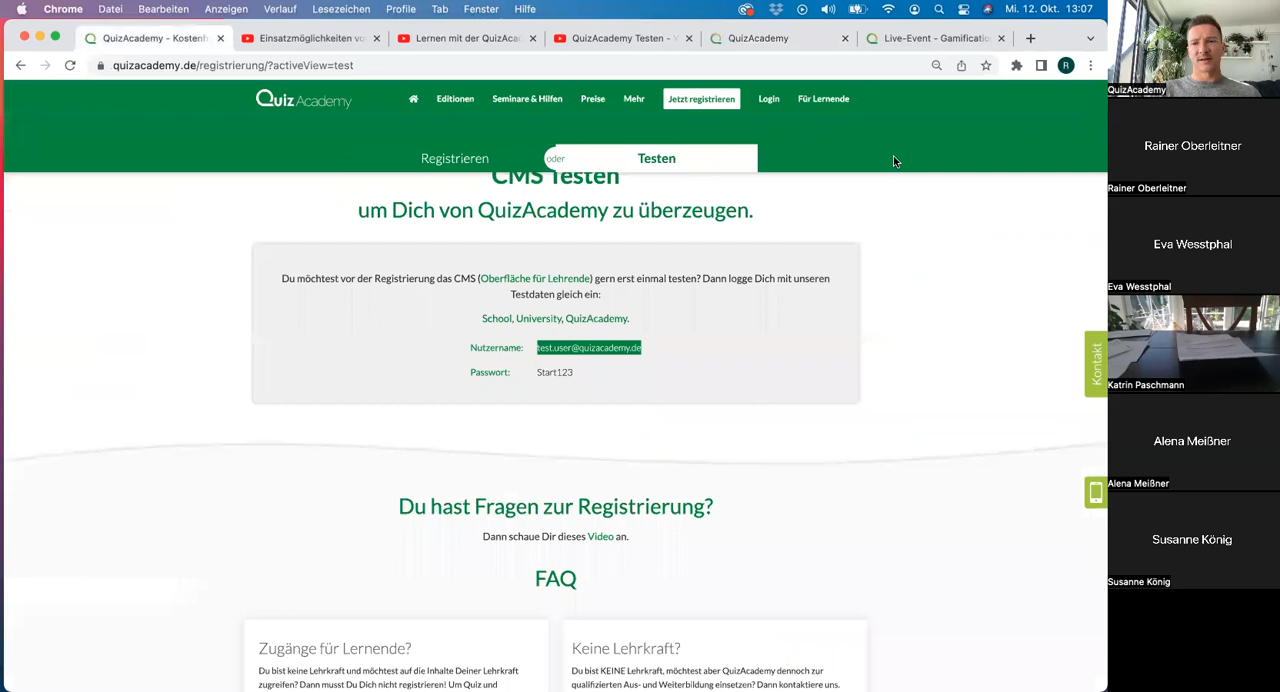 Chrome Datei Bearbeiten Anzeigen Verlauf Lesezeichen Profile Tab Fenster Hilfe Mi. 12. Okt. 13:07
QuizAcademy - Kostenh
Einsatzmöglichkeiten vo
Lernen mit der QuizAc
QuizAcademy Testen - Y
QuizAcademy
Live-Event - Gamificatio
quizacademy.de/registrierung/?activeView=test
R
QuizAcademy
Editionen Seminare & Hilfen Preise Mehr Jetzt registrieren Login Für Lernende
Registrieren oder Testen
CMS Testen
um Dich von QuizAcademy zu überzeugen.
Du möchtest vor der Registrierung das CMS (Oberfläche für Lehrende) gern erst einmal testen? Dann logge Dich mit unseren
Testdaten gleich ein:
School, University, QuizAcademy.
Nutzername: test.user@quizacademy.de
Passwort: Start123
Kontakt
Du hast Fragen zur Registrierung?
Dann schaue Dir dieses Video an.
FAQ
Zugänge für Lernende?
Du bist keine Lehrkraft und möchtest aber auf die Inhalte Deiner Lehrkraft
zugreifen? Dann musst Du Dich nicht registrieren! Um Quiz und
Keine Lehrkraft?
Du bist KEINE Lehrkraft, möchtest aber QuizAcademy dennoch zur
qualifizierten Aus- und Weiterbildung einsetzen? Dann kontaktiere uns.
QuizAcademy
Rainer Oberleitner
Rainer Oberleitner
Eva Wesstphal
Eva Wesstphal
Katrin Paschmann
Alena Meißner
Alena Meißner
Susanne König
Susanne König